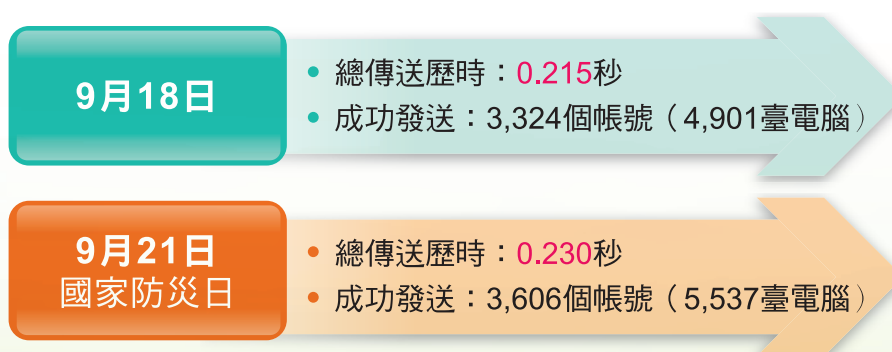 9月18日
• 總傳送歷時：0.215秒
• 成功發送：3,324個帳號（4,901臺電腦）
9月21日
國家防災日
• 總傳送歷時：0.230秒
• 成功發送：3,606個帳號（5,537臺電腦）